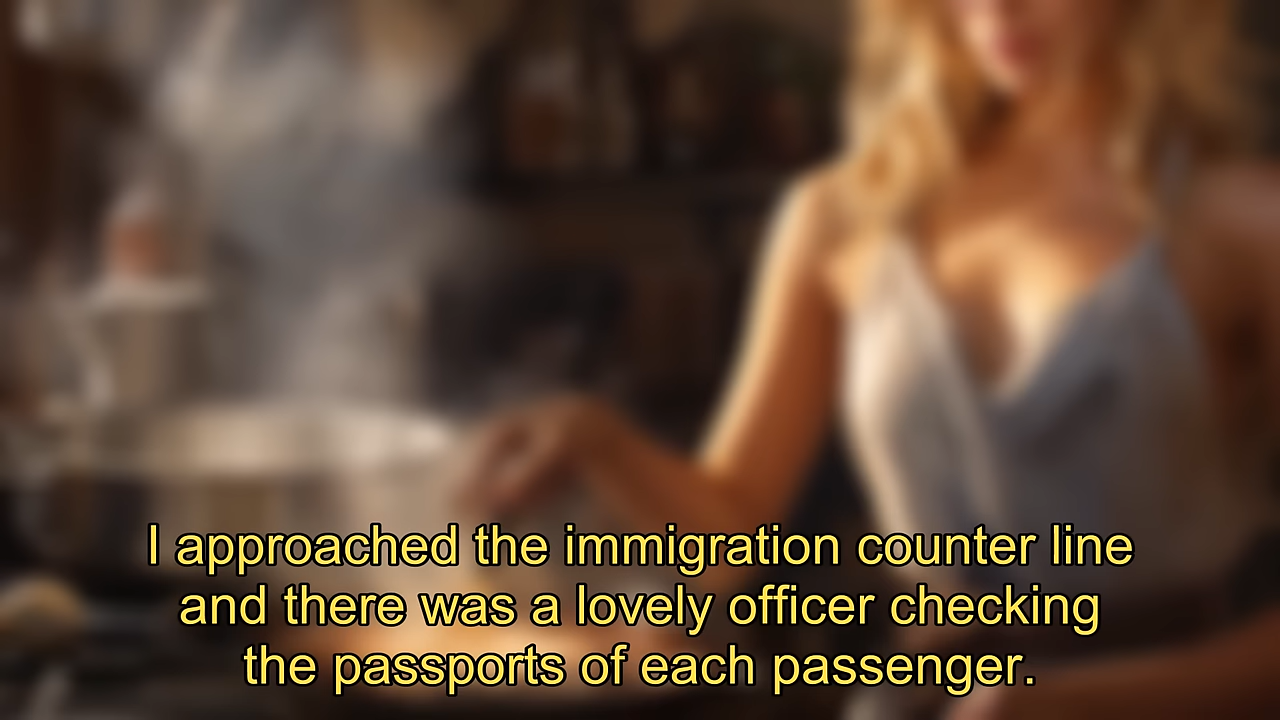 I approached the immigration counter line
and there was a lovely officer checking
the passports of each passenger.